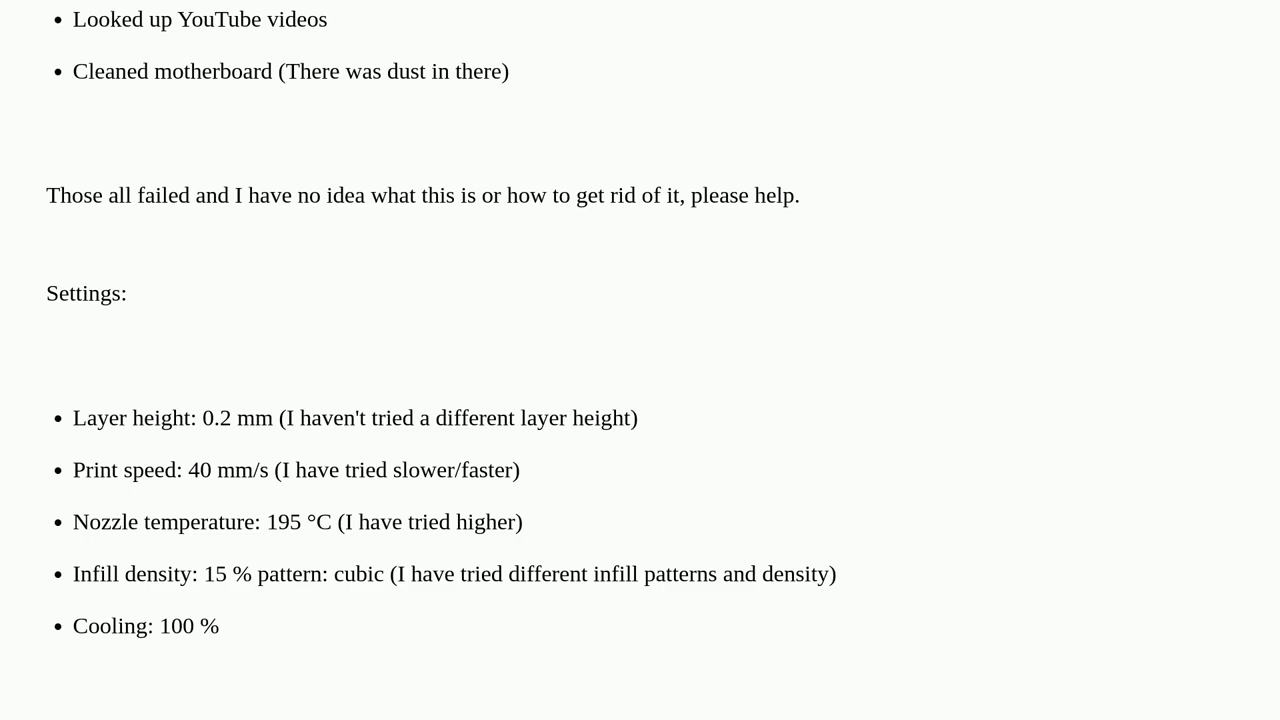 • Looked up YouTube videos
• Cleaned motherboard (There was dust in there)
Those all failed and I have no idea what this is or how to get rid of it, please help.
Settings:
• Layer height: 0.2 mm (I haven't tried a different layer height)
• Print speed: 40 mm/s (I have tried slower/faster)
• Nozzle temperature: 195 °C (I have tried higher)
• Infill density: 15 % pattern: cubic (I have tried different infill patterns and density)
• Cooling: 100 %